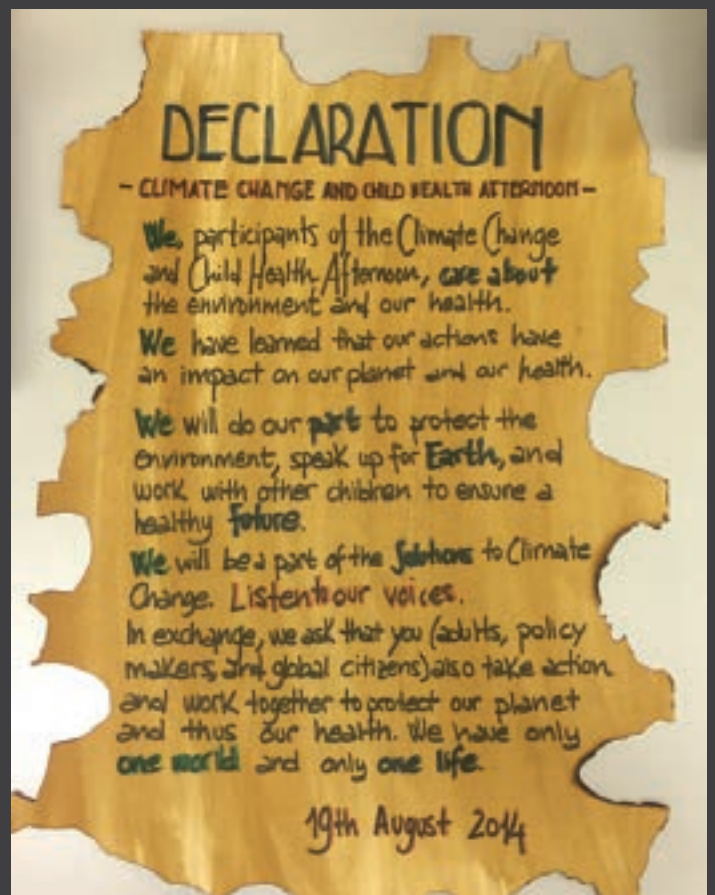 DECLARATION
- CLIMATE CHANGE AND CHILD HEALTH AFTERNOON -
We, participants of the Climate Change
and Child Health Afternoon, care about
the environment and our health.
We have learned that our actions have
an impact on our planet and our health.
We will do our part to protect the
environment, speak up for Earth, and
work with other children to ensure a
healthy future.
We will be a part of the Solutions to Climate
Change. Listen to our voices.
In exchange, we ask that you (adults, policy
makers, and global citizens) also take action
and work together to protect our planet
and thus our health. We have only
one world and only one life.
19th August 2014